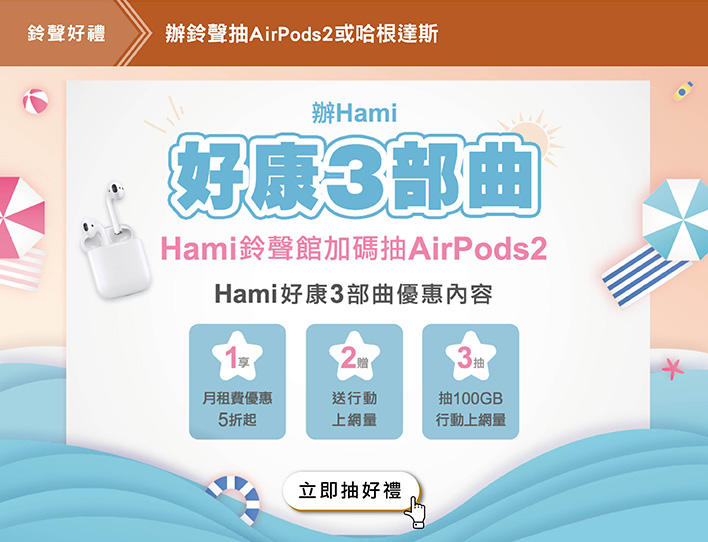 鈴聲好禮
辦鈴聲抽AirPods2或哈根達斯
辦Hami
好康3部曲
Hami鈴聲館加碼抽AirPods2
Hami好康3部曲優惠內容
1享
月租費優惠
5折起
2贈
送行動
上網量
3抽
抽100GB
行動上網量
立即抽好禮